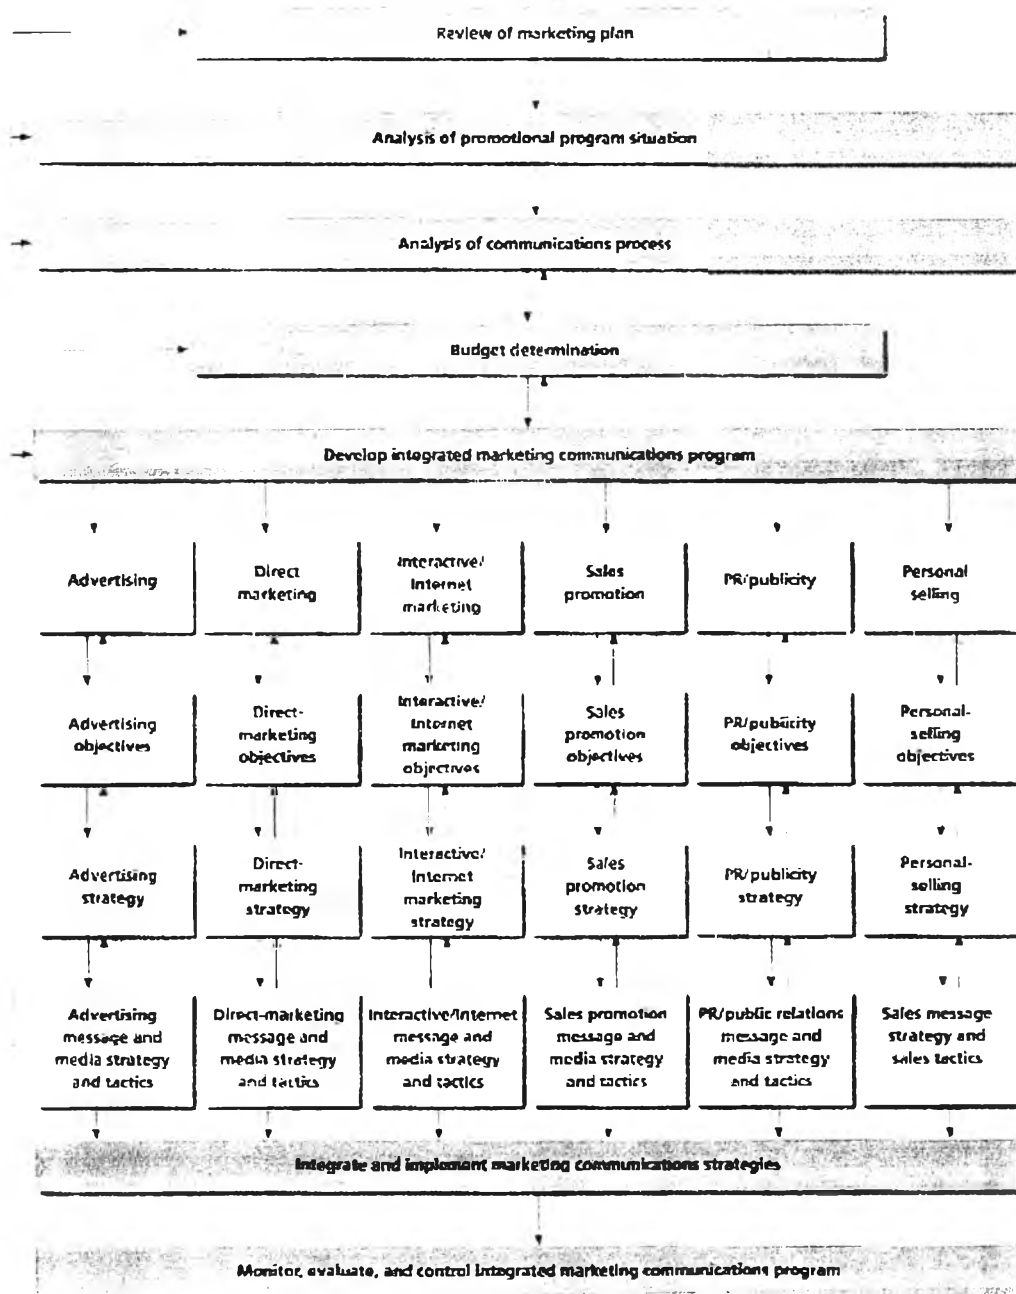 Review of marketing plan
Analysis of promotional program situation
Analysis of communications process
Budget determination
Develop integrated marketing communications program
Advertising
Direct
marketing
Interactive/
Internet
marketing
Sales
promotion
PR/publicity
Personal
selling
Advertising
objectives
Direct-
marketing
objectives
Interactive/
Internet
marketing
objectives
Sales
promotion
objectives
PR/publicity
objectives
Personal-
selling
objectives
Advertising
strategy
Direct-
marketing
strategy
Interactive/
Internet
marketing
strategy
Sales
promotion
strategy
PR/publicity
strategy
Personal-
selling
strategy
Advertising
message and
media strategy
and tactics
Direct-marketing
message and
media strategy
and tactics
Interactive/Internet
message and
media strategy
and tactics
Sales promotion
message and
media strategy
and tactics
PR/public relations
message and
media strategy
and tactics
Sales message
strategy and
sales tactics
Integrate and implement marketing communications strategies
Monitor, evaluate, and control integrated marketing communications program